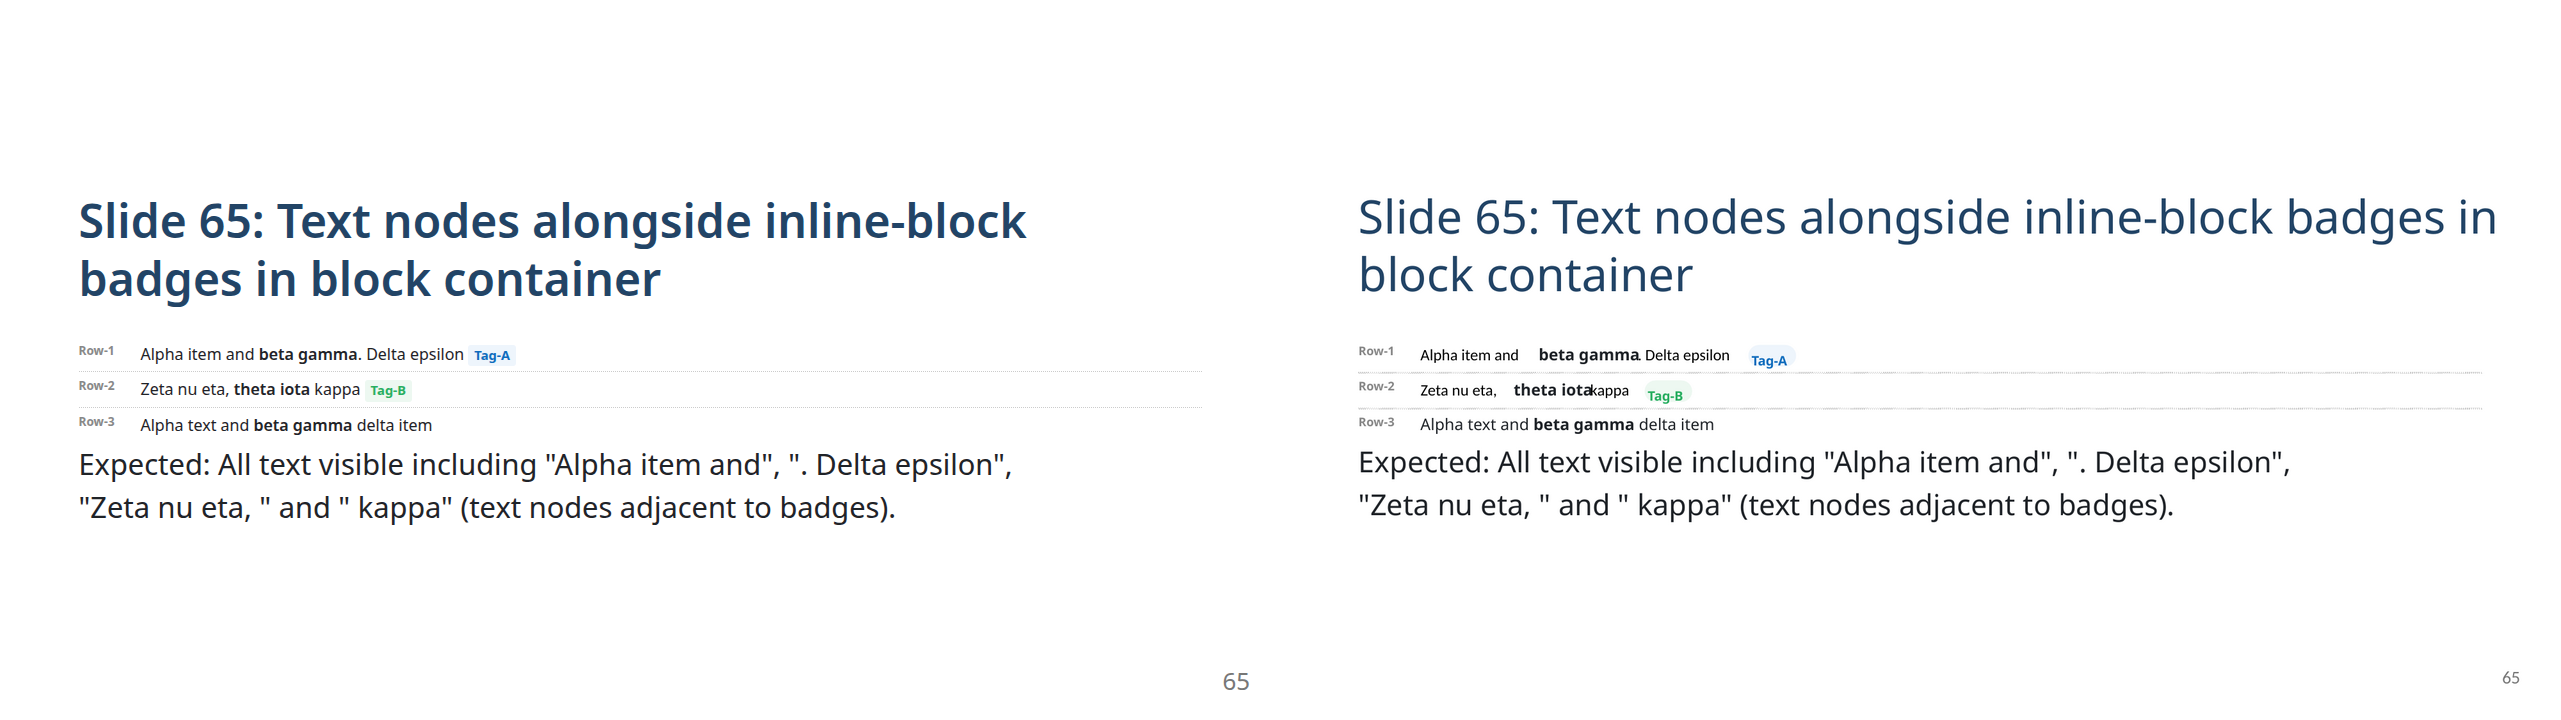 Slide 65: Text nodes alongside inline-block
badges in block container
Row-1 Alpha item and beta gamma. Delta epsilon Tag-A
Row-2 Zeta nu eta, theta iota kappa Tag-B
Row-3 Alpha text and beta gamma delta item
Expected: All text visible including "Alpha item and", ". Delta epsilon",
"Zeta nu eta, " and " kappa" (text nodes adjacent to badges).
65
Slide 65: Text nodes alongside inline-block badges in
block container
Row-1 Alpha item and beta gamma. Delta epsilon Tag-A
Row-2 Zeta nu eta, theta iota kappa Tag-B
Row-3 Alpha text and beta gamma delta item
Expected: All text visible including "Alpha item and", ". Delta epsilon",
"Zeta nu eta, " and " kappa" (text nodes adjacent to badges).
65